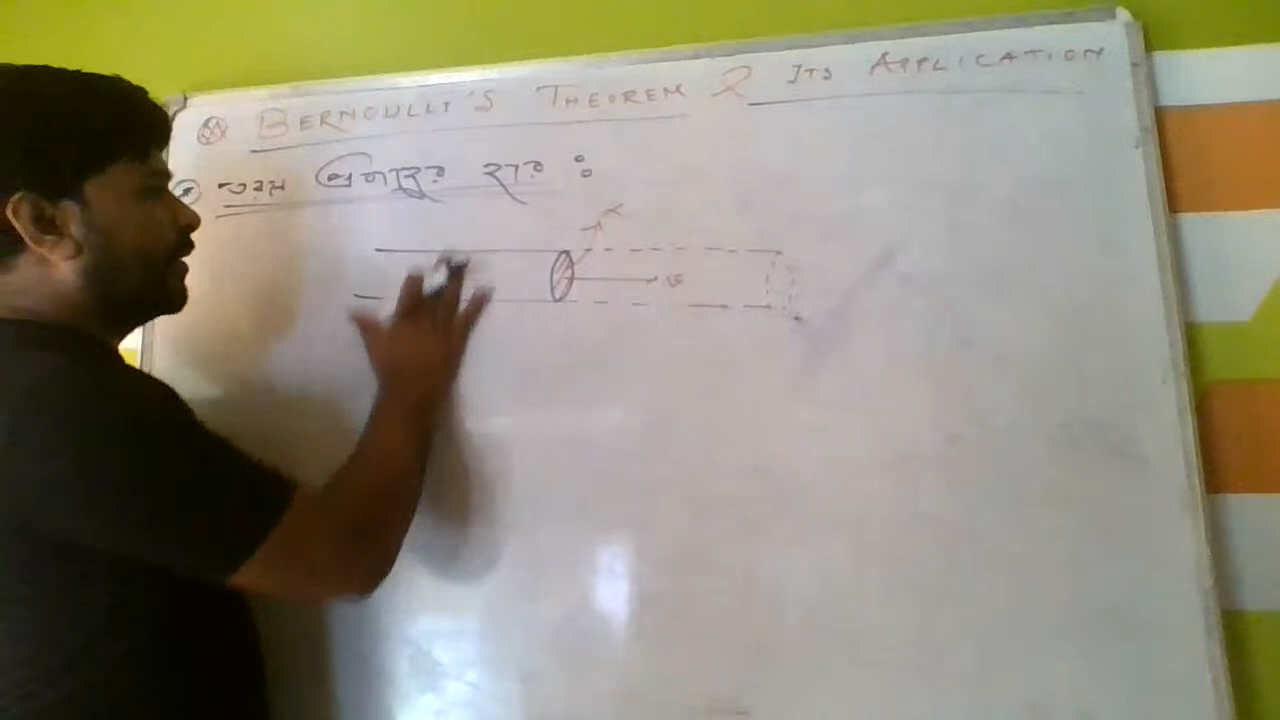 BERNOULLI'S THEOREM & ITS APPLICATION
তরল প্রবাহের হার :
α
v